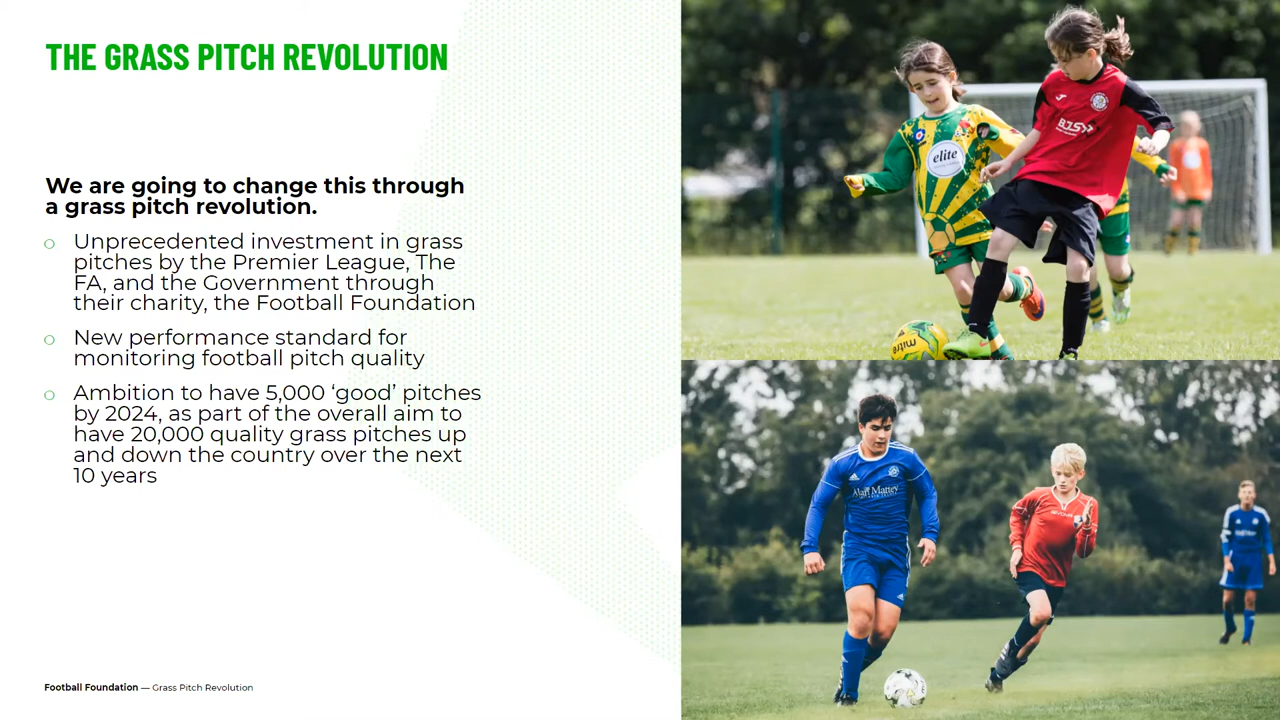 THE GRASS PITCH REVOLUTION
We are going to change this through
a grass pitch revolution.
Unprecedented investment in grass
pitches by the Premier League, The
FA, and the Government through
their charity, the Football Foundation
New performance standard for
monitoring football pitch quality
Ambition to have 5,000 ‘good’ pitches
by 2024, as part of the overall aim to
have 20,000 quality grass pitches up
and down the country over the next
10 years
Football Foundation — Grass Pitch Revolution
elite
BJSS
mitre
Alan Mattey